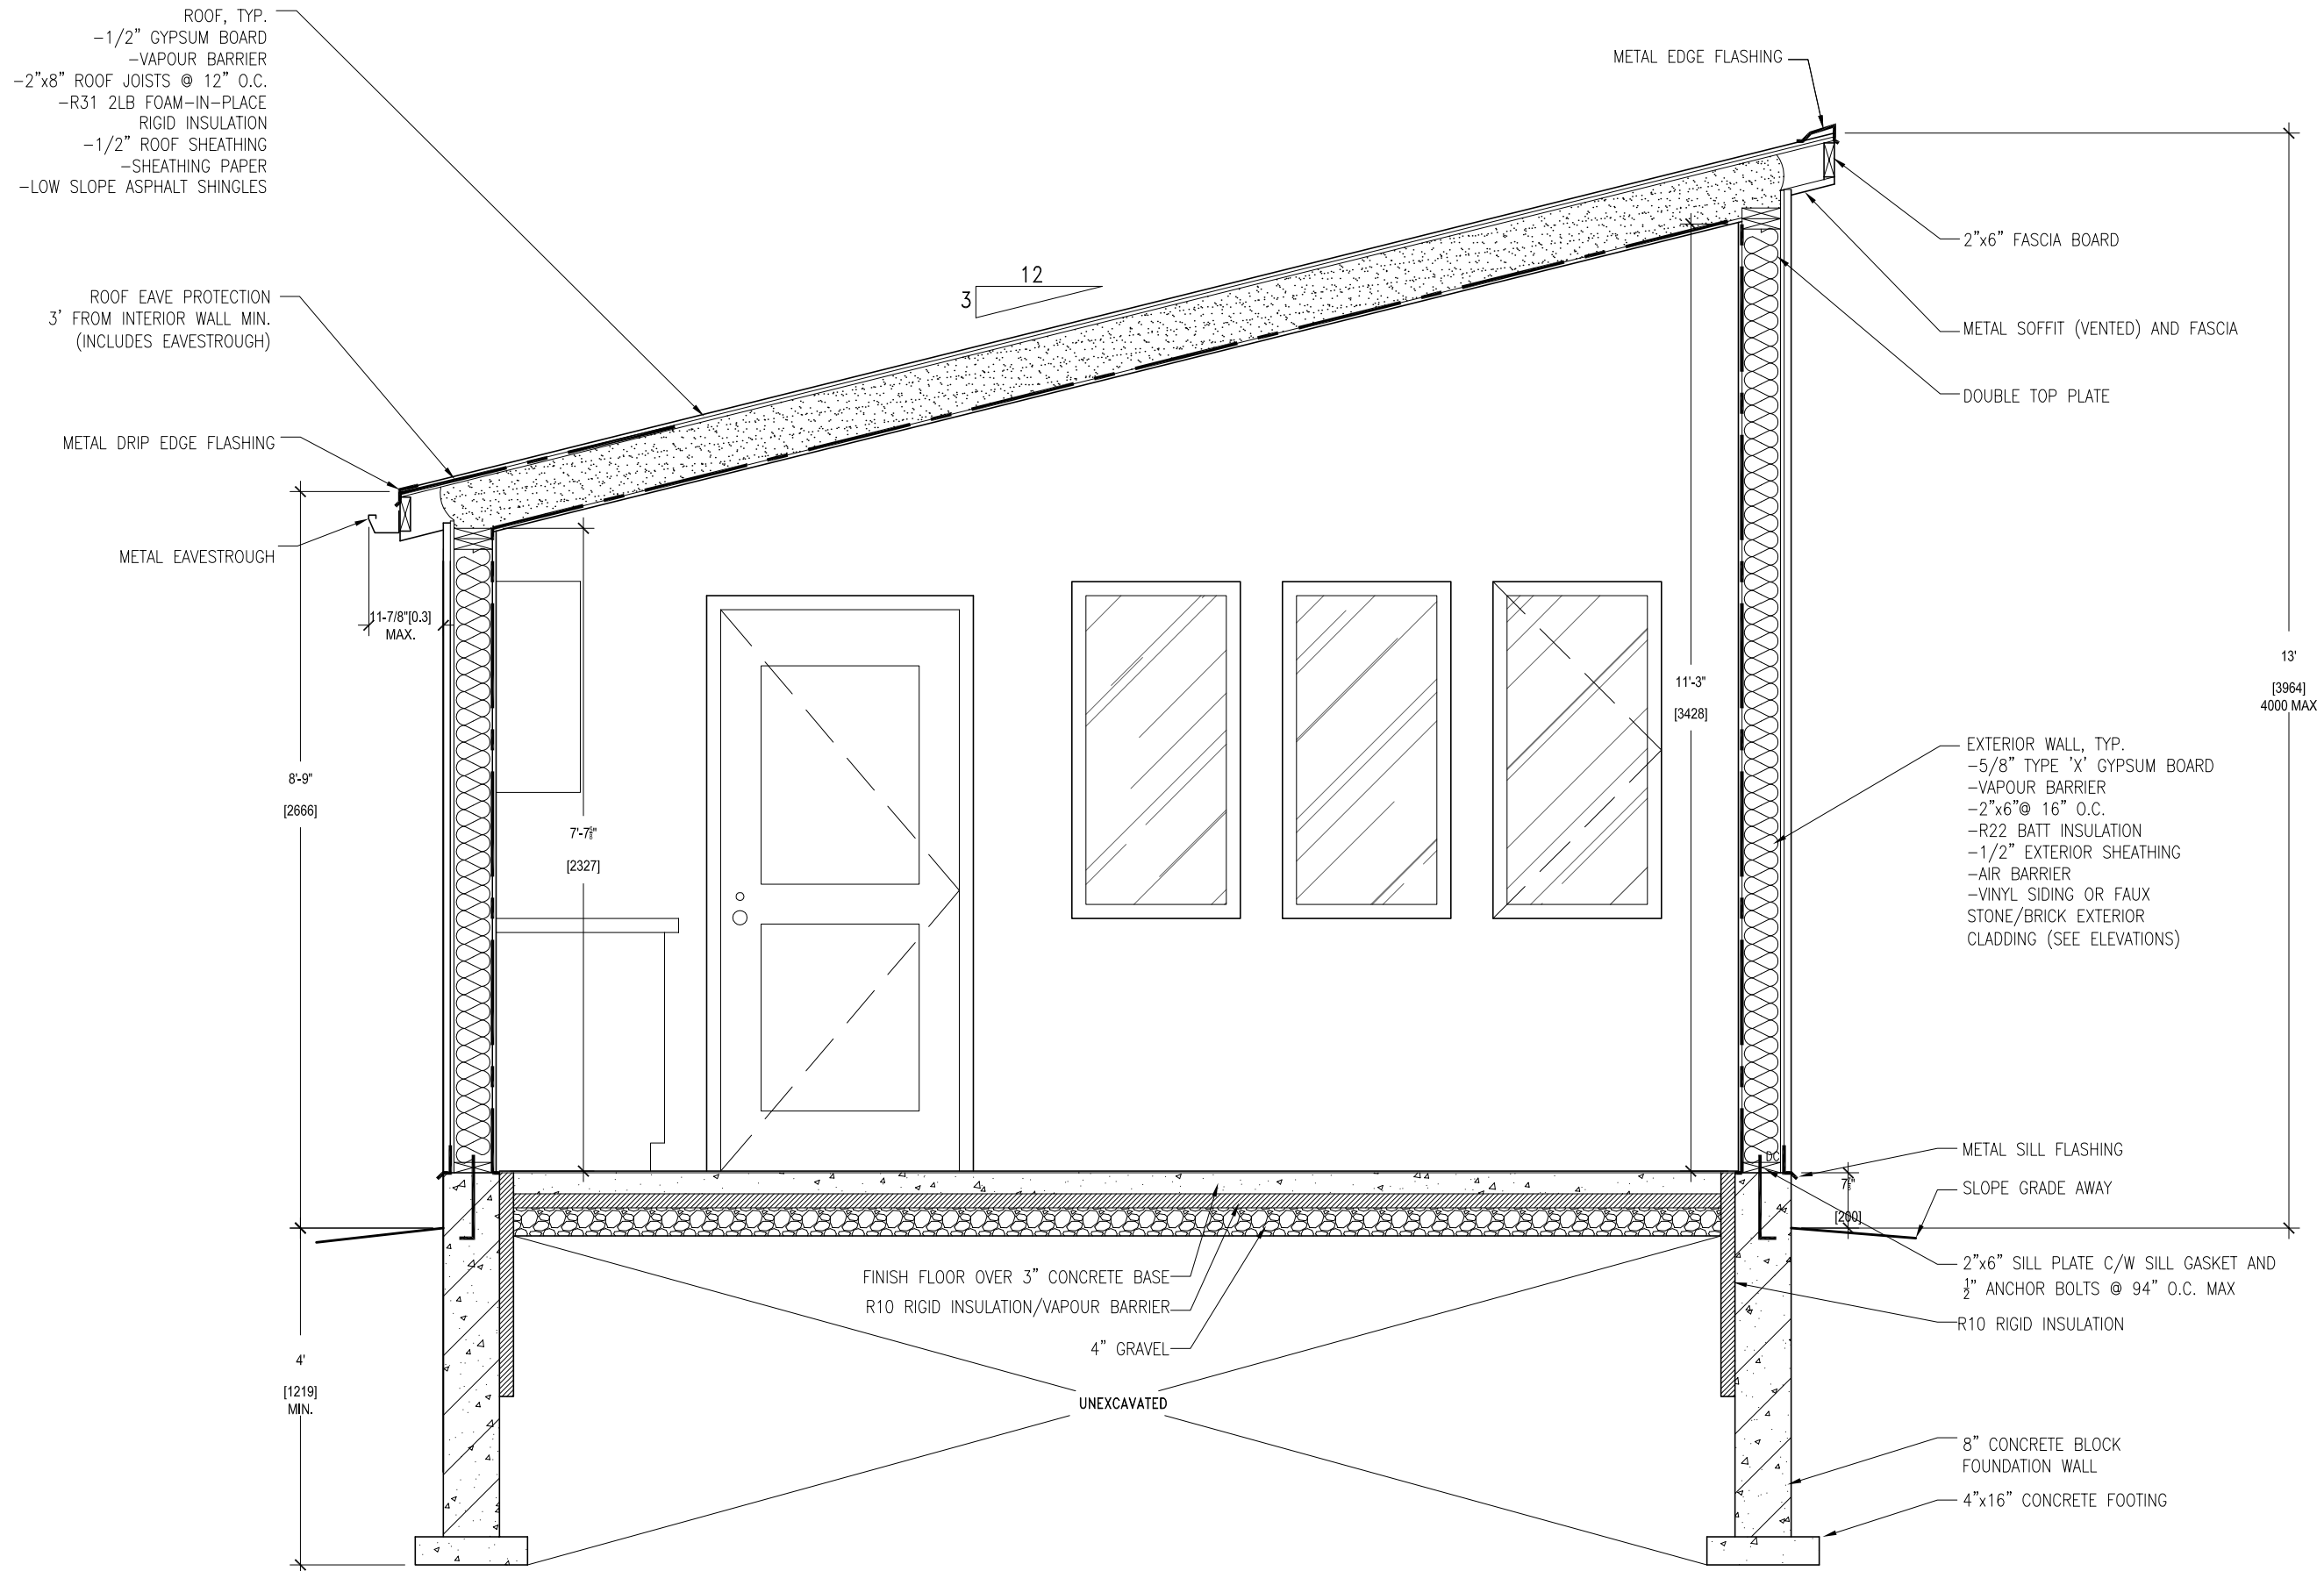 ROOF, TYP.
-1/2" GYPSUM BOARD
-VAPOUR BARRIER
-2"x8" ROOF JOISTS @ 12" O.C.
-R31 2LB FOAM-IN-PLACE
RIGID INSULATION
-1/2" ROOF SHEATHING
-SHEATHING PAPER
-LOW SLOPE ASPHALT SHINGLES
ROOF EAVE PROTECTION
3' FROM INTERIOR WALL MIN.
(INCLUDES EAVESTROUGH)
METAL DRIP EDGE FLASHING
METAL EAVESTROUGH
11-7/8"[0.3]
MAX.
8'-9"
[2666]
4'
[1219]
MIN.
12
3
7'-7⅝"
[2327]
11'-3"
[3428]
METAL EDGE FLASHING
2"x6" FASCIA BOARD
METAL SOFFIT (VENTED) AND FASCIA
DOUBLE TOP PLATE
13'
[3964]
4000 MAX
EXTERIOR WALL, TYP.
-5/8" TYPE 'X' GYPSUM BOARD
-VAPOUR BARRIER
-2"x6"@ 16" O.C.
-R22 BATT INSULATION
-1/2" EXTERIOR SHEATHING
-AIR BARRIER
-VINYL SIDING OR FAUX
STONE/BRICK EXTERIOR
CLADDING (SEE ELEVATIONS)
DC
METAL SILL FLASHING
SLOPE GRADE AWAY
[200]
2"x6" SILL PLATE C/W SILL GASKET AND
½" ANCHOR BOLTS @ 94" O.C. MAX
R10 RIGID INSULATION
FINISH FLOOR OVER 3" CONCRETE BASE
R10 RIGID INSULATION/VAPOUR BARRIER
4" GRAVEL
UNEXCAVATED
8" CONCRETE BLOCK
FOUNDATION WALL
4"x16" CONCRETE FOOTING